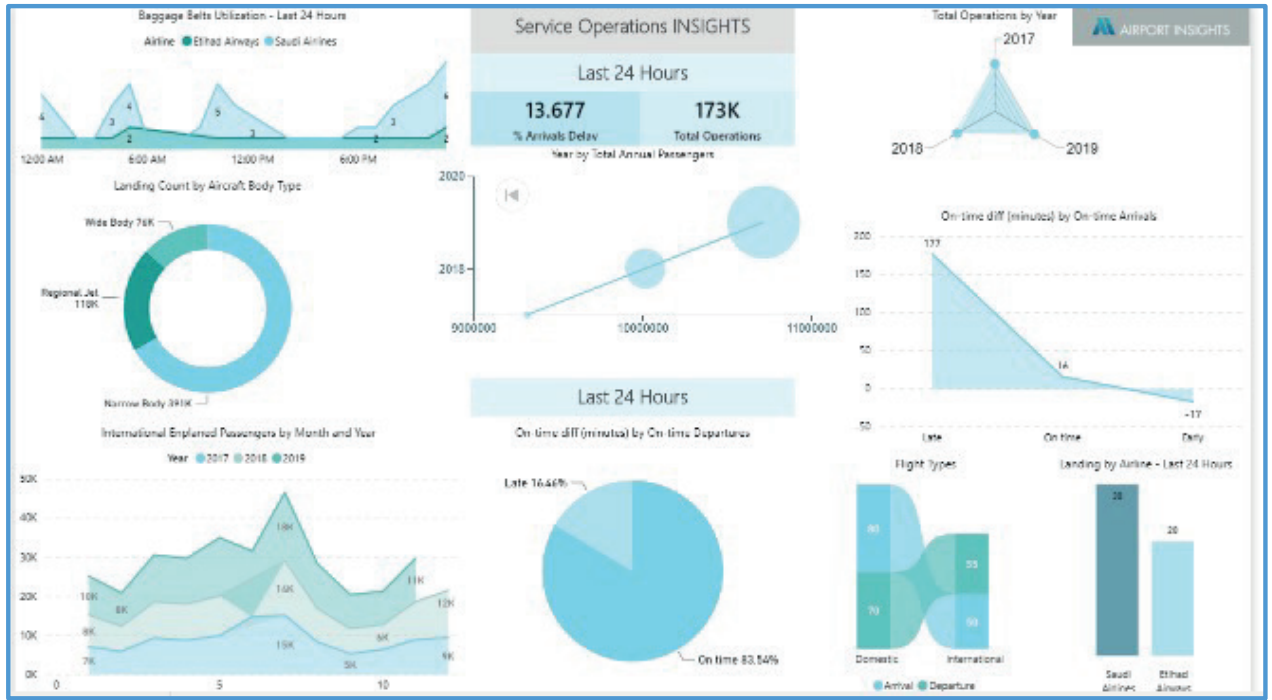 Baggage Belts Utilization - Last 24 Hours
Airline Etihad Airways Saudi Airlines
4
3
4
2
5
3
3
2
12:00 AM 6:00 AM 12:00 PM 6:00 PM
Service Operations INSIGHTS
Last 24 Hours
13.677 173K
% Arrivals Delay Total Operations
Year by Total Annual Passengers
2020
2018
9000000 10000000 11000000
Total Operations by Year
AIRPORT INSIGHTS
2017
2018 2019
Landing Count by Aircraft Body Type
Wide Body 76K
Regional Jet
118K
Narrow Body 391K
On-time diff (minutes) by On-time Arrivals
200
150
100
50
0
50
177
16
-17
Late On time Early
International Enplaned Passengers by Month and Year
Year 2017 2018 2019
50K
40K
30K
20K
10K
0K
18K
10K
8K
11K
14K
12K
8K
6K
15K
7K
5K
9K
0 5 10
Last 24 Hours
On-time diff (minutes) by On-time Departures
Late 16.46%
On time 83.54%
Flight Types
80
70
55
50
Domestic International
Arrival Departure
Landing by Airline - Last 24 Hours
20
Saudi
Airlines
Etihad
Airways